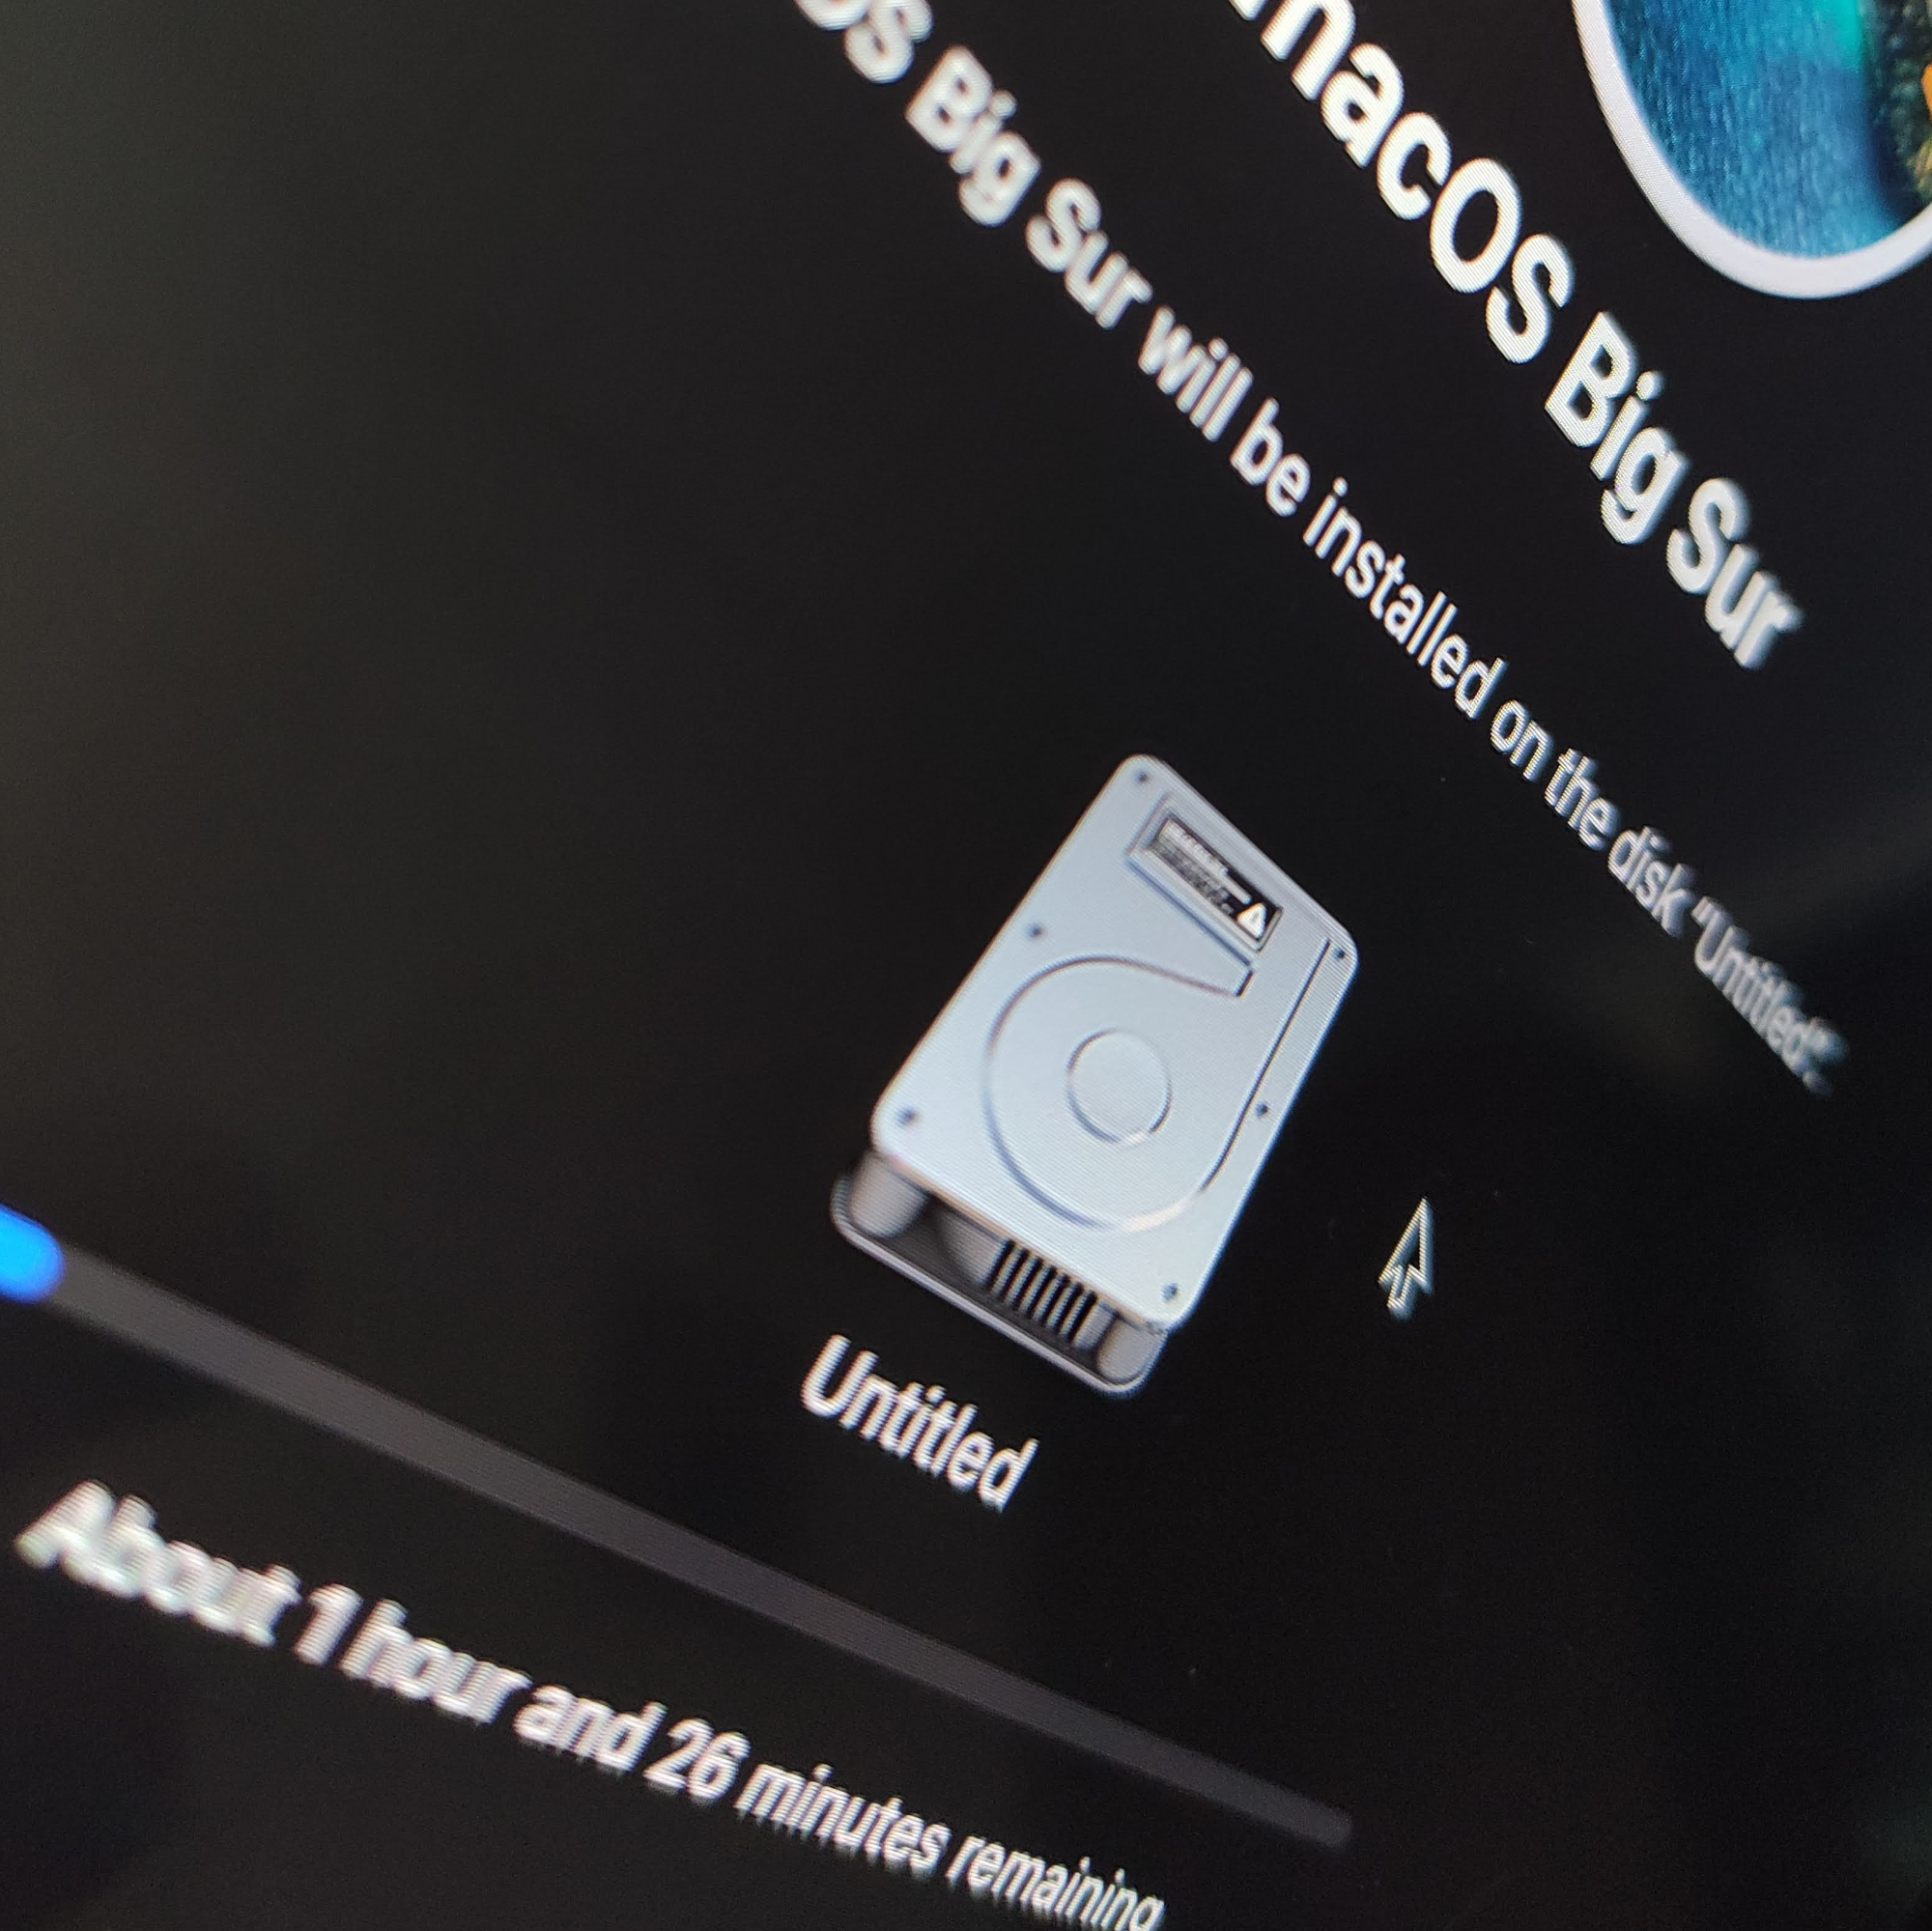 macOS Big Sur
OS Big Sur will be installed on the disk "Untitled".
Untitled
About 1 hour and 26 minutes remaining